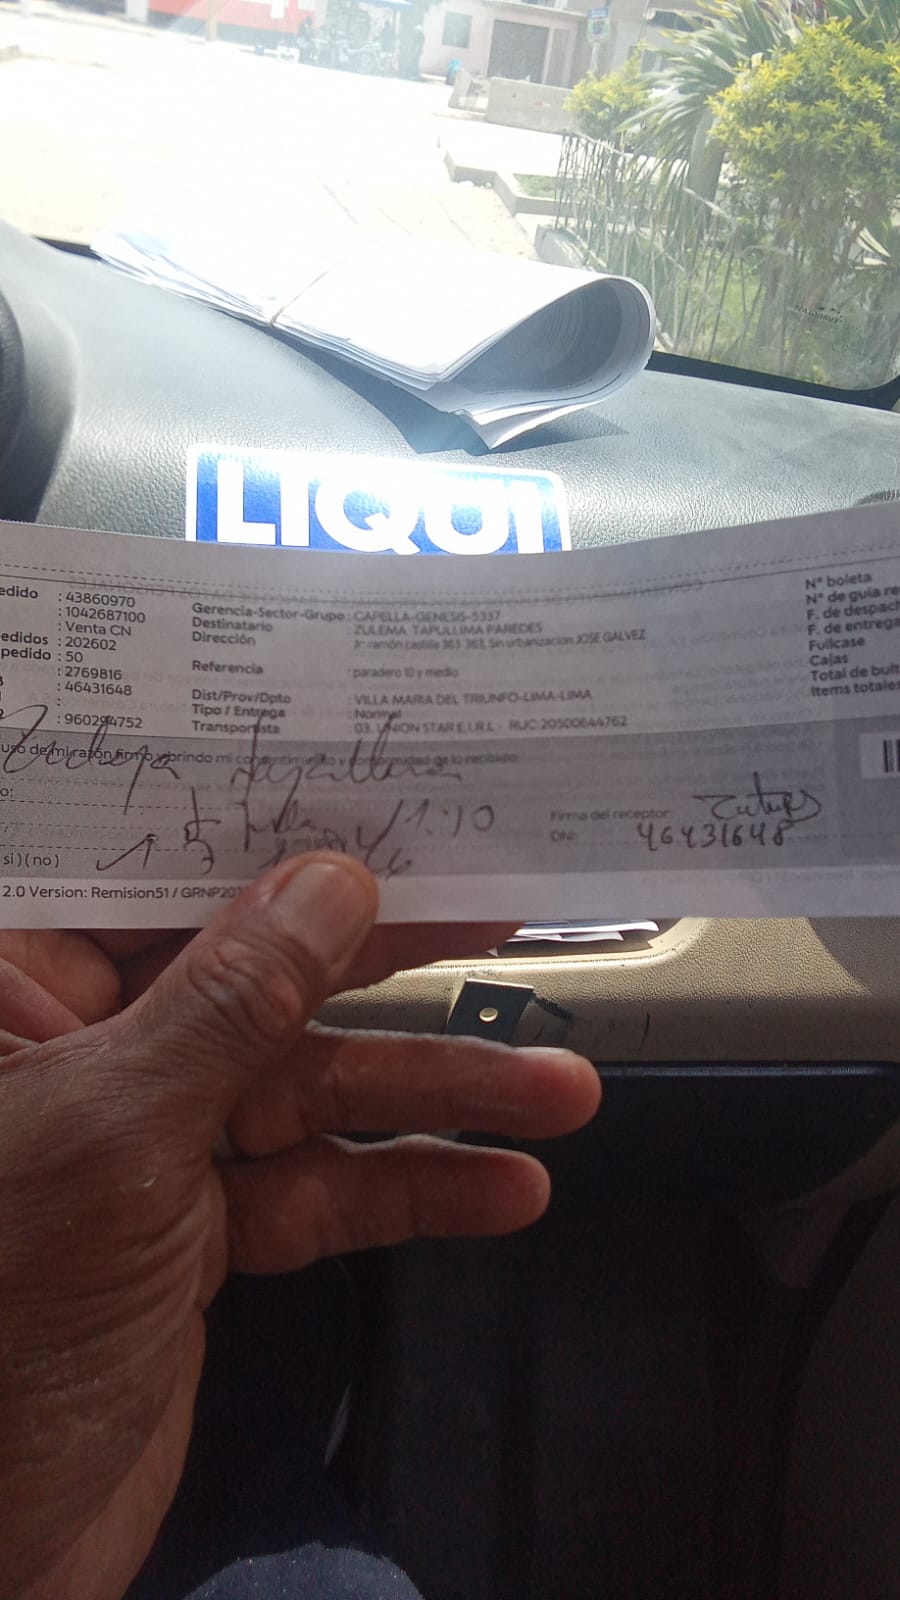 LIQUI
edido : 43860970
: 1042687100
: Venta CN
edidos : 202602
pedido : 50
: 2769816
: 46431648
:
: 960294752
Gerencia-Sector-Grupo : CAPELLA-GENESIS-5337
Destinatario : ZULEMA TAPULLIMA PAREDES
Dirección : Jr. ramón castilla 363 363, Sin urbanizacion JOSE GALVEZ
Referencia : paradero 10 y medio
Dist/Prov/Dpto : VILLA MARIA DEL TRIUNFO-LIMA-LIMA
Tipo / Entrega : Normal
Transportista : 03. UNION STAR E.I.R.L - RUC:20500644762
N° boleta
N° de guía re
F. de despach
F. de entrega
Fullcase
Cajas
Total de bult
Items totales
uso de mi razón firmo y brindo mi consentimiento y conformidad de lo recibido
o:
11:10
Firma del receptor:
DNI: 46431648
si ) ( no )
2.0 Version: Remision51 / GRNP20